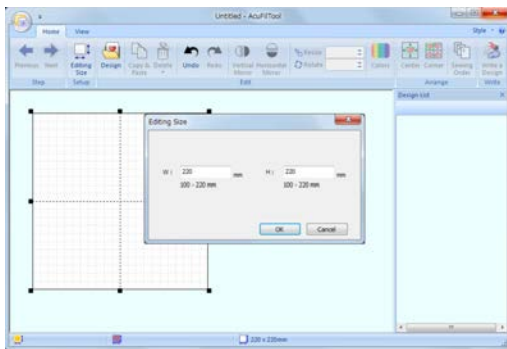 Untitled - AcuFilTool
Home View Style
Previous Next Editing Size Design Copy & Paste Delete Undo Redo Vertical Mirror Horizontal Mirror Resize Rotate Colors Centre Corner Sewing Order Write a Design
Step Setup Edit Arrange Write
Design List
Editing Size
W : 220 mm H : 220 mm
100 - 220 mm 100 - 220 mm
OK Cancel
220 x 220mm